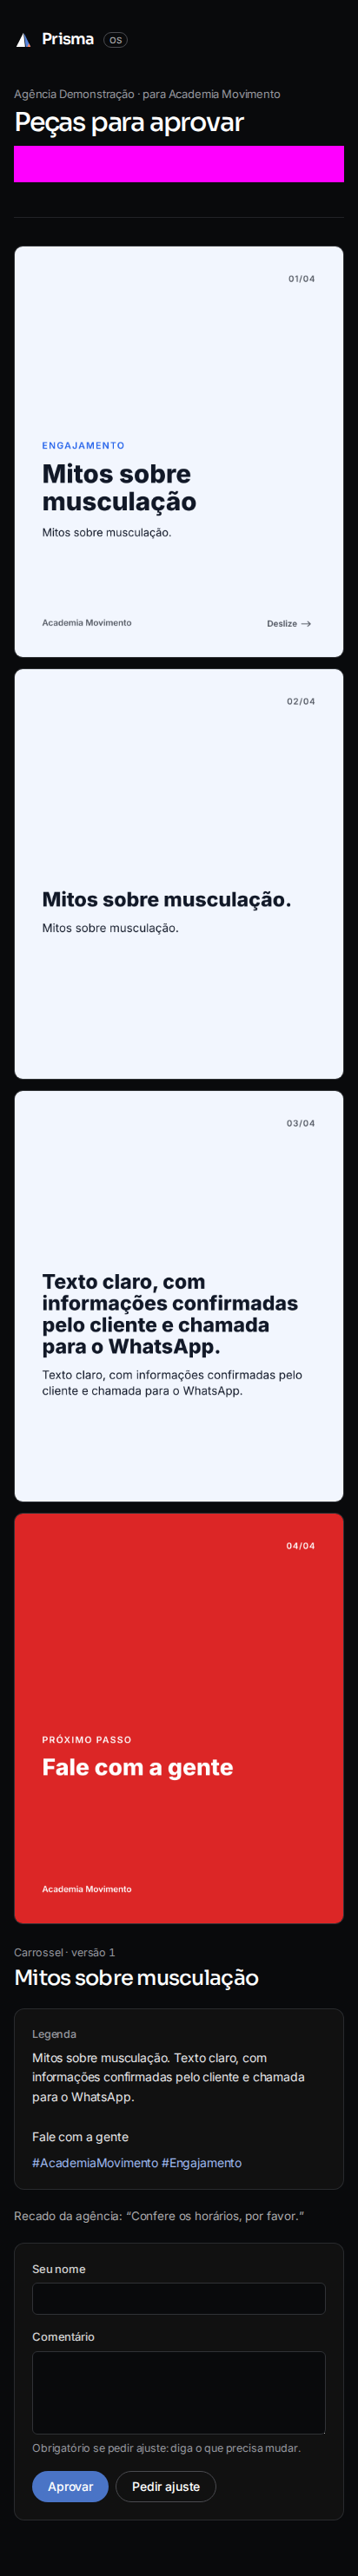 Prisma OS
Agência Demonstração · para Academia Movimento
Peças para aprovar
01/04
ENGAJAMENTO
Mitos sobre
musculação
Mitos sobre musculação.
Academia Movimento
Deslize →
02/04
Mitos sobre musculação.
Mitos sobre musculação.
03/04
Texto claro, com
informações confirmadas
pelo cliente e chamada
para o WhatsApp.
Texto claro, com informações confirmadas pelo
cliente e chamada para o WhatsApp.
04/04
PRÓXIMO PASSO
Fale com a gente
Academia Movimento
Carrossel · versão 1
Mitos sobre musculação
Legenda
Mitos sobre musculação. Texto claro, com
informações confirmadas pelo cliente e chamada
para o WhatsApp.
Fale com a gente
#AcademiaMovimento #Engajamento
Recado da agência: “Confere os horários, por favor.”
Seu nome
Comentário
Obrigatório se pedir ajuste: diga o que precisa mudar.
Aprovar
Pedir ajuste